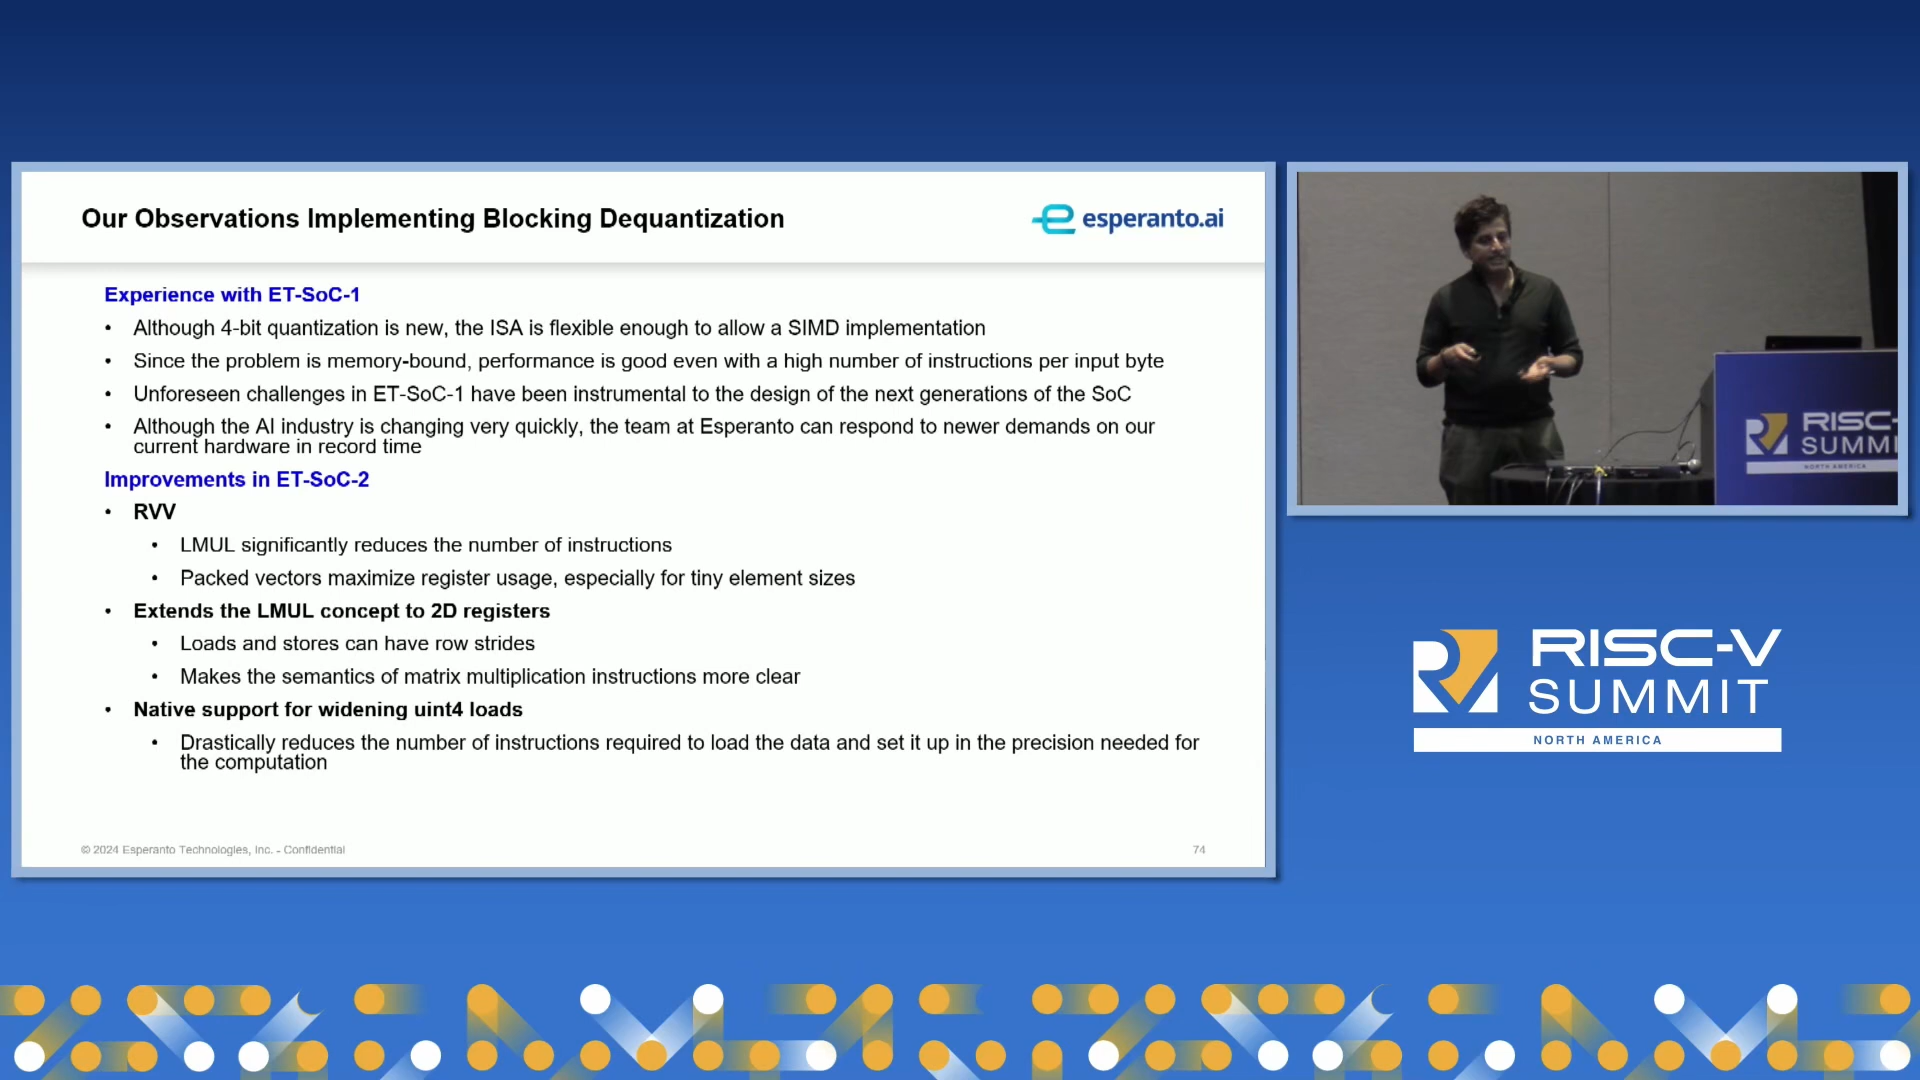 Our Observations Implementing Blocking Dequantization
esperanto.ai
Experience with ET-SoC-1
• Although 4-bit quantization is new, the ISA is flexible enough to allow a SIMD implementation
• Since the problem is memory-bound, performance is good even with a high number of instructions per input byte
• Unforeseen challenges in ET-SoC-1 have been instrumental to the design of the next generations of the SoC
• Although the AI industry is changing very quickly, the team at Esperanto can respond to newer demands on our
current hardware in record time
Improvements in ET-SoC-2
• RVV
• LMUL significantly reduces the number of instructions
• Packed vectors maximize register usage, especially for tiny element sizes
• Extends the LMUL concept to 2D registers
• Loads and stores can have row strides
• Makes the semantics of matrix multiplication instructions more clear
• Native support for widening uint4 loads
• Drastically reduces the number of instructions required to load the data and set it up in the precision needed for
the computation
© 2024 Esperanto Technologies, Inc. - Confidential
74
RISC-
SUMMI
NORTH AMERICA
RISC-V
SUMMIT
NORTH AMERICA